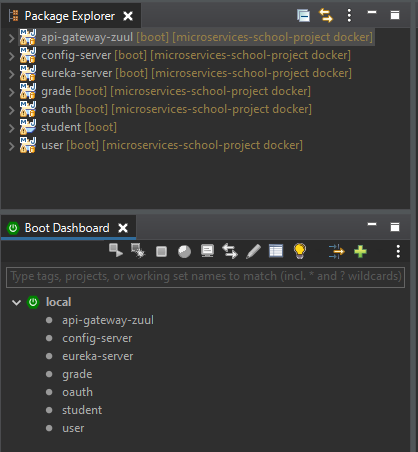 Package Explorer
api-gateway-zuul [boot] [microservices-school-project docker]
config-server [boot] [microservices-school-project docker]
eureka-server [boot] [microservices-school-project docker]
grade [boot] [microservices-school-project docker]
oauth [boot] [microservices-school-project docker]
student [boot]
user [boot] [microservices-school-project docker]
Boot Dashboard
Type tags, projects, or working set names to match (incl. * and ? wildcards)
local
api-gateway-zuul
config-server
eureka-server
grade
oauth
student
user